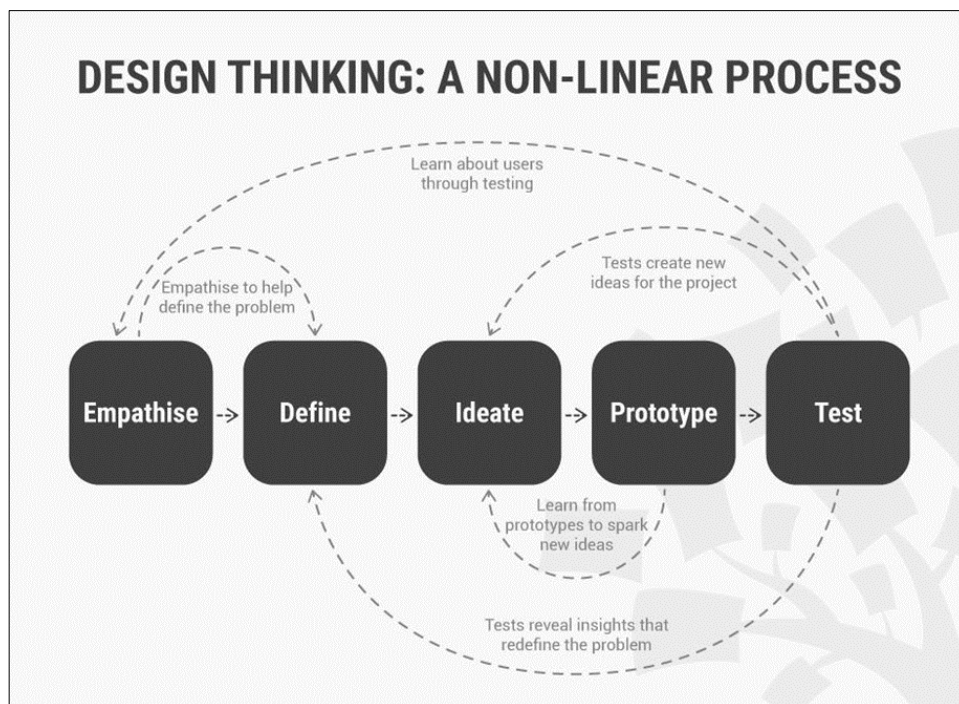 DESIGN THINKING: A NON-LINEAR PROCESS
Learn about users
through testing
Empathise to help
define the problem
Tests create new
ideas for the project
Empathise
Define
Ideate
Prototype
Test
Learn from
prototypes to spark
new ideas
Tests reveal insights that
redefine the problem